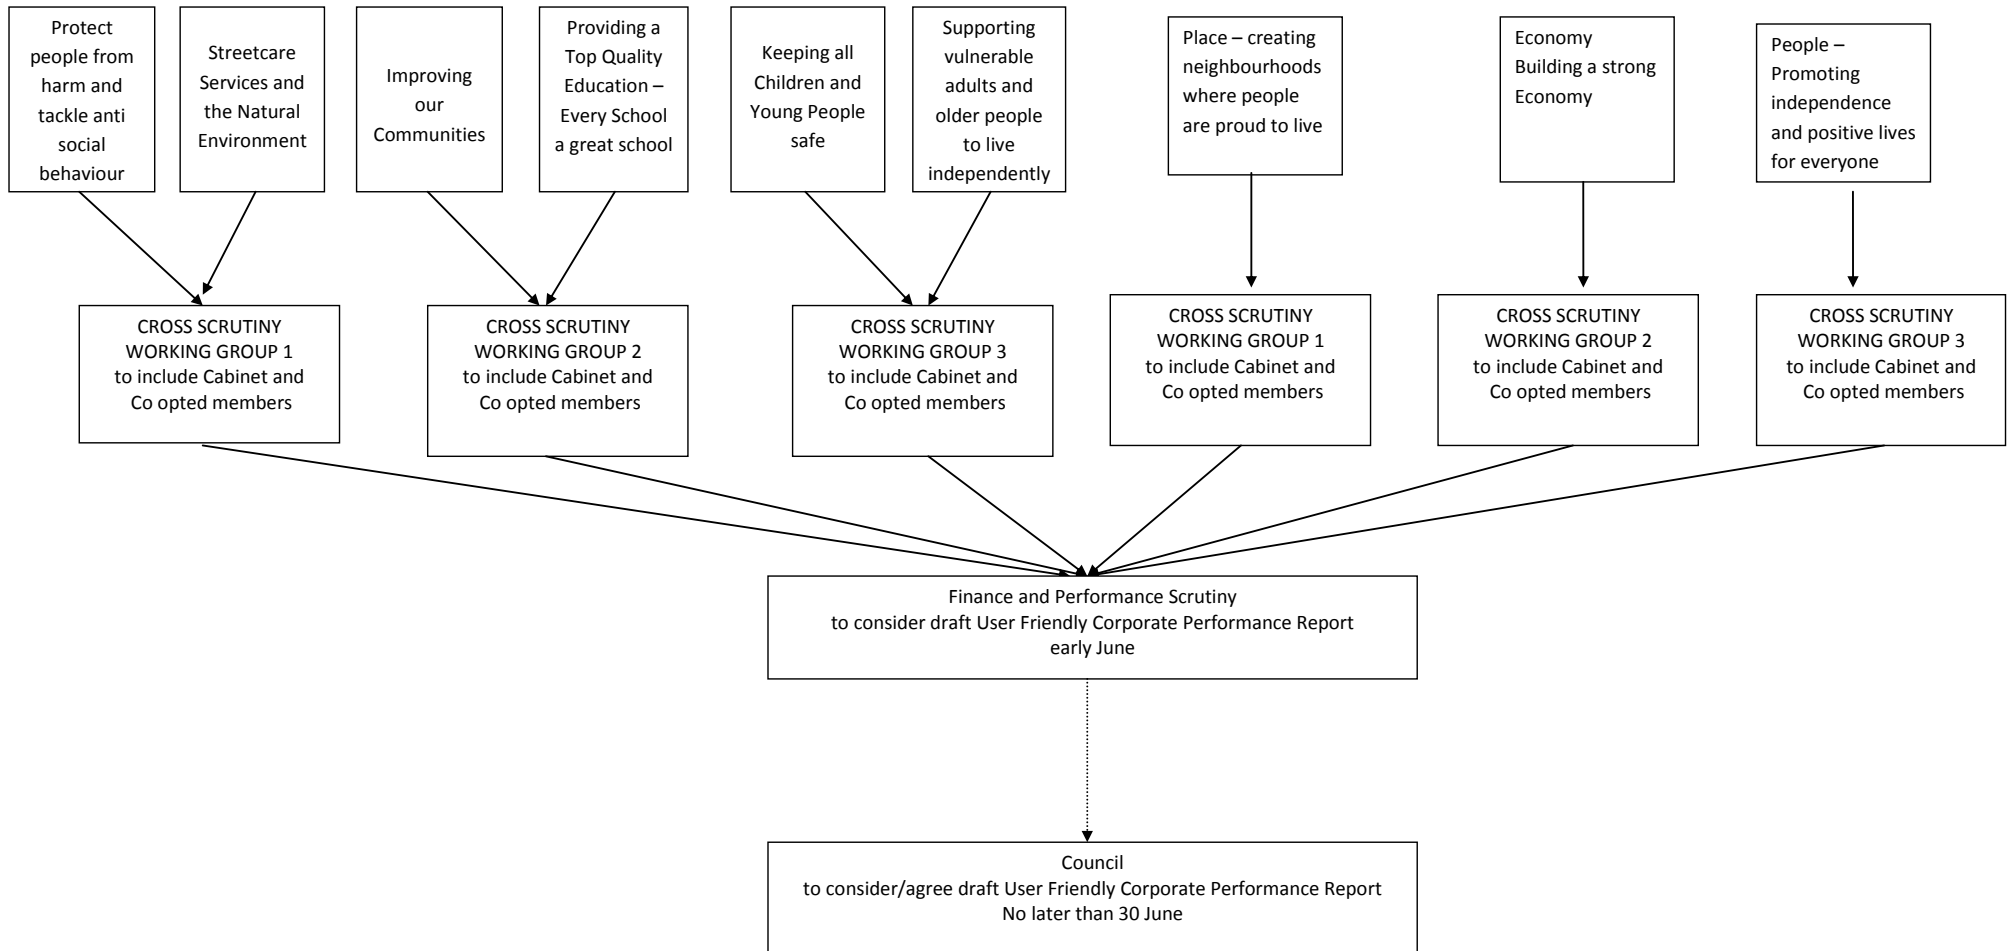 Protect
people from
harm and
tackle anti
social
behaviour
Streetcare
Services and
the Natural
Environment
Improving
our
Communities
Providing a
Top Quality
Education –
Every School
a great school
Keeping all
Children and
Young People
safe
Supporting
vulnerable
adults and
older people
to live
independently
Place – creating
neighbourhoods
where people
are proud to live
Economy
Building a strong
Economy
People –
Promoting
independence
and positive lives
for everyone
CROSS SCRUTINY
WORKING GROUP 1
to include Cabinet and
Co opted members
CROSS SCRUTINY
WORKING GROUP 2
to include Cabinet and
Co opted members
CROSS SCRUTINY
WORKING GROUP 3
to include Cabinet and
Co opted members
CROSS SCRUTINY
WORKING GROUP 1
to include Cabinet and
Co opted members
CROSS SCRUTINY
WORKING GROUP 2
to include Cabinet and
Co opted members
CROSS SCRUTINY
WORKING GROUP 3
to include Cabinet and
Co opted members
Finance and Performance Scrutiny
to consider draft User Friendly Corporate Performance Report
early June
Council
to consider/agree draft User Friendly Corporate Performance Report
No later than 30 June